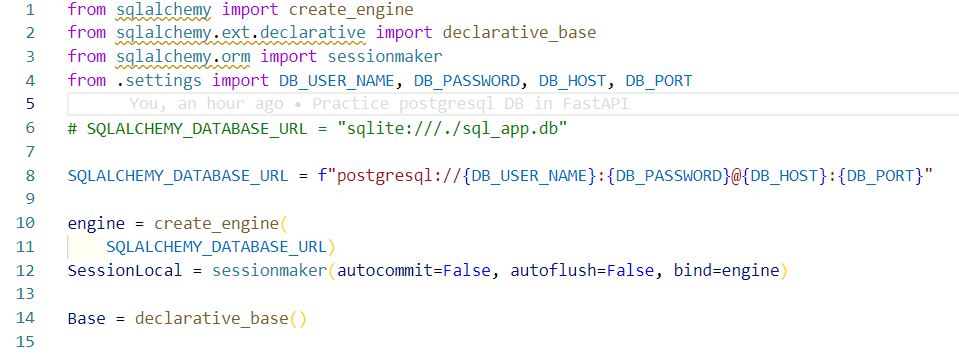 1 from sqlalchemy import create_engine
2 from sqlalchemy.ext.declarative import declarative_base
3 from sqlalchemy.orm import sessionmaker
4 from .settings import DB_USER_NAME, DB_PASSWORD, DB_HOST, DB_PORT
5 You, an hour ago • Practice postgresql DB in FastAPI
6 # SQLALCHEMY_DATABASE_URL = "sqlite:///./sql_app.db"
7
8 SQLALCHEMY_DATABASE_URL = f"postgresql://{DB_USER_NAME}:{DB_PASSWORD}@{DB_HOST}:{DB_PORT}"
9
10 engine = create_engine(
11     SQLALCHEMY_DATABASE_URL)
12 SessionLocal = sessionmaker(autocommit=False, autoflush=False, bind=engine)
13
14 Base = declarative_base()
15